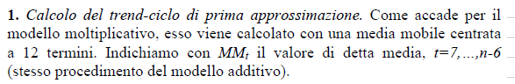 1. Calcolo del trend-ciclo di prima approssimazione. Come accade per il
modello moltiplicativo, esso viene calcolato con una media mobile centrata
a 12 termini. Indichiamo con MMt il valore di detta media, t=7,...,n-6
(stesso procedimento del modello additivo).